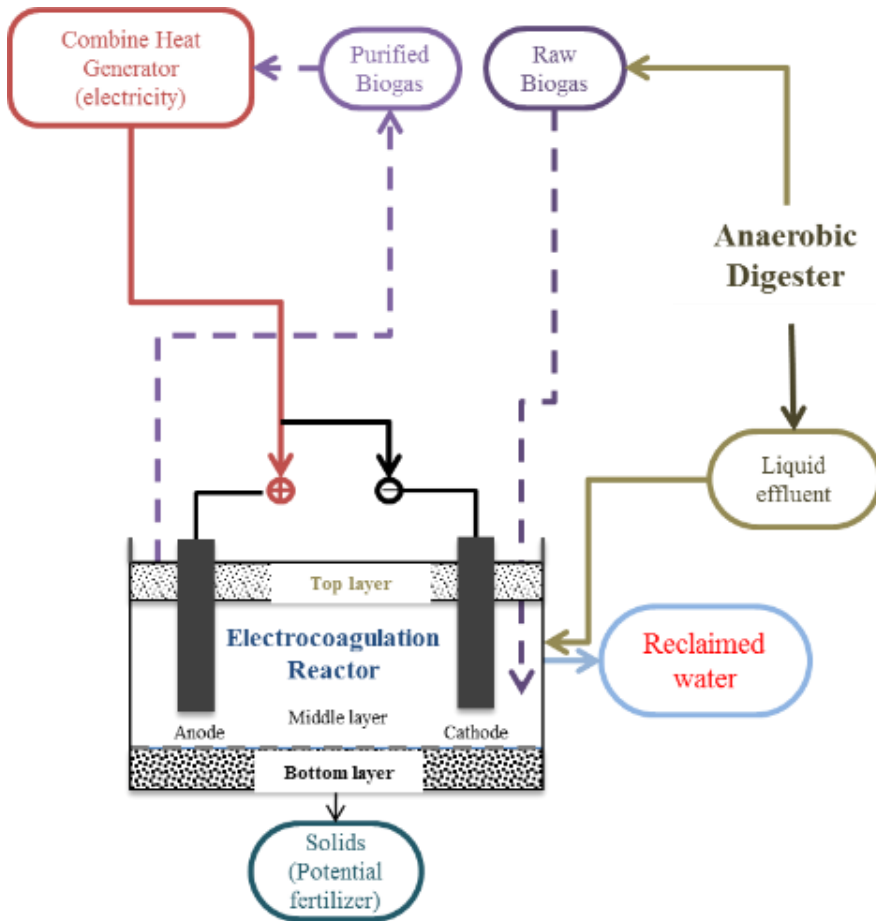 Combine Heat
Generator
(electricity)
Purified
Biogas
Raw
Biogas
Anaerobic
Digester
Liquid
effluent
Top layer
Electrocoagulation
Reactor
Reclaimed
water
Middle layer
Anode
Cathode
Bottom layer
Solids
(Potential
fertilizer)